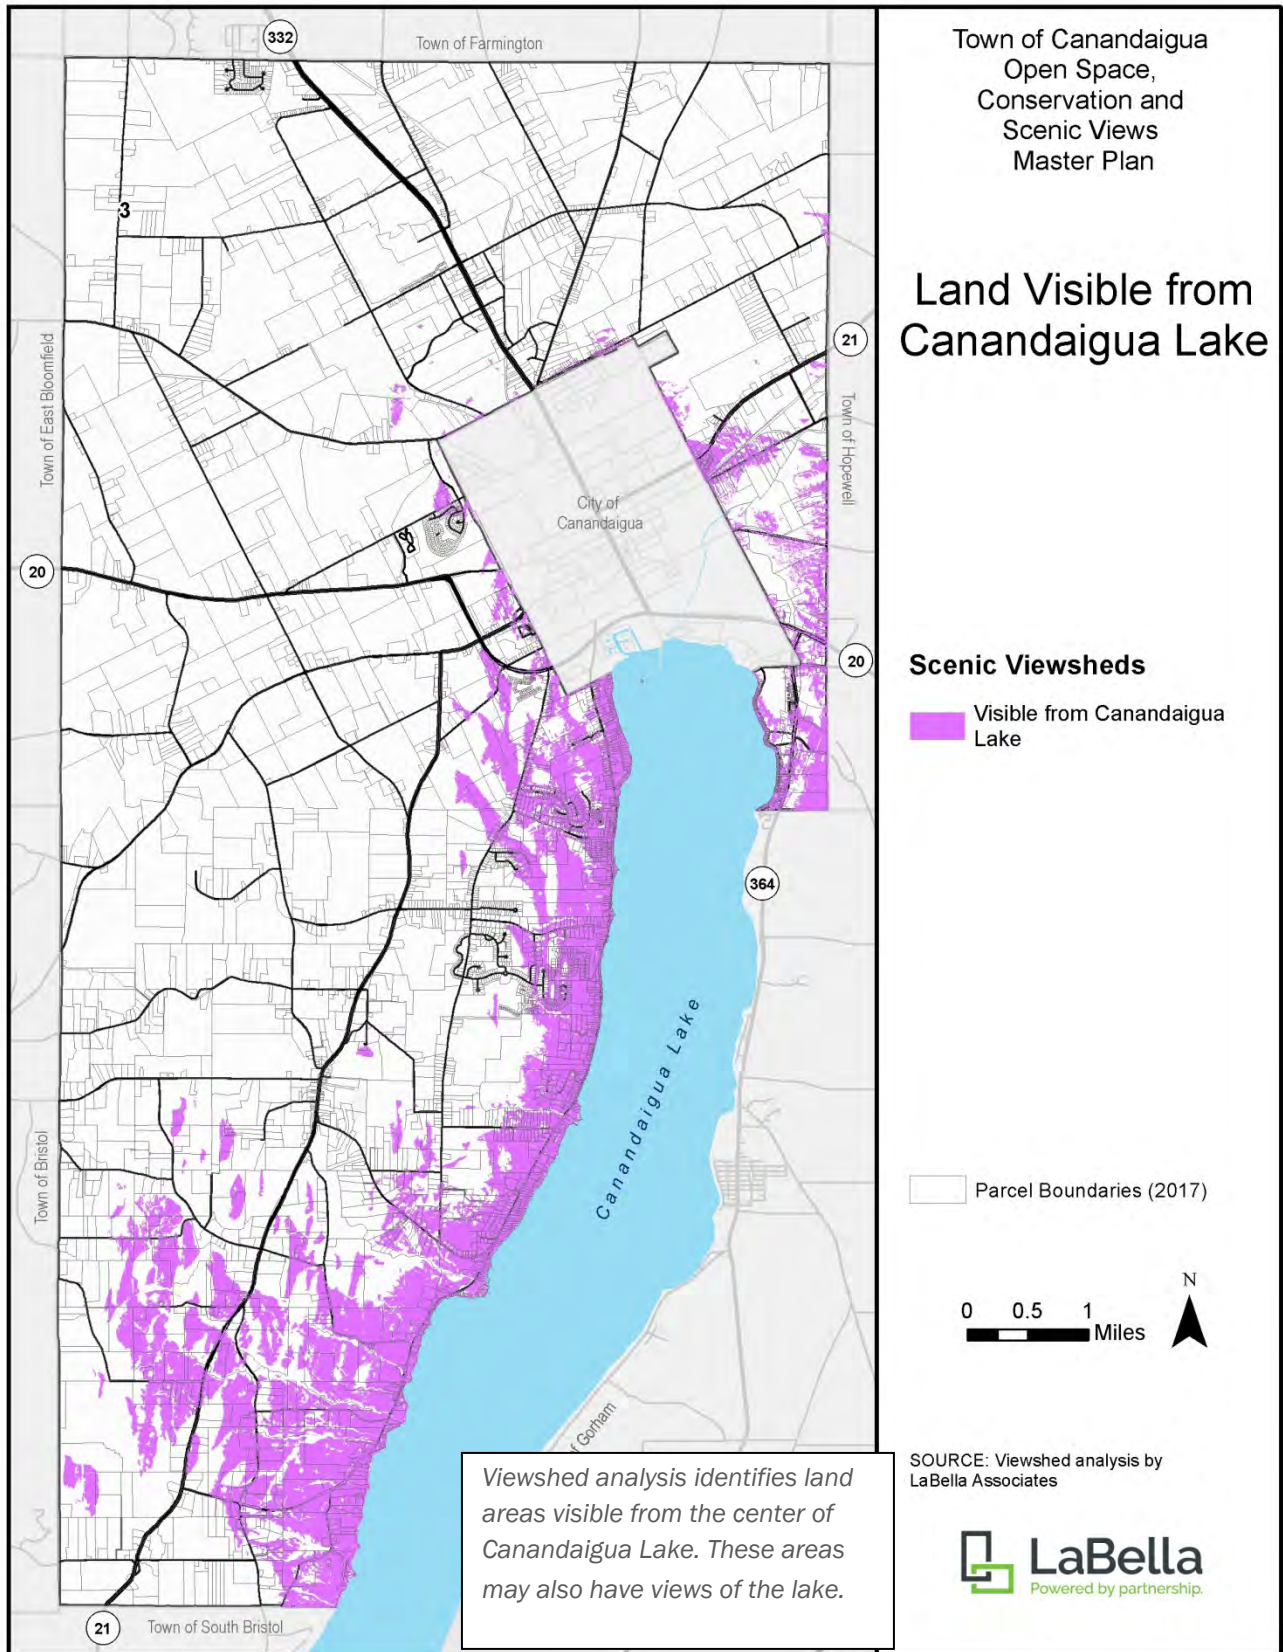 332
Town of Farmington
3
Town of East Bloomfield
21
Town of Hopewell
City of
Canandaigua
20
20
364
Canandaigua Lake
Town of Bristol
of Gorham
21
Town of South Bristol
Viewshed analysis identifies land
areas visible from the center of
Canandaigua Lake. These areas
may also have views of the lake.
Town of Canandaigua
Open Space,
Conservation and
Scenic Views
Master Plan
Land Visible from
Canandaigua Lake
Scenic Viewsheds
Visible from Canandaigua
Lake
Parcel Boundaries (2017)
N
0 0.5 1
Miles
SOURCE: Viewshed analysis by
LaBella Associates
LaBella
Powered by partnership.